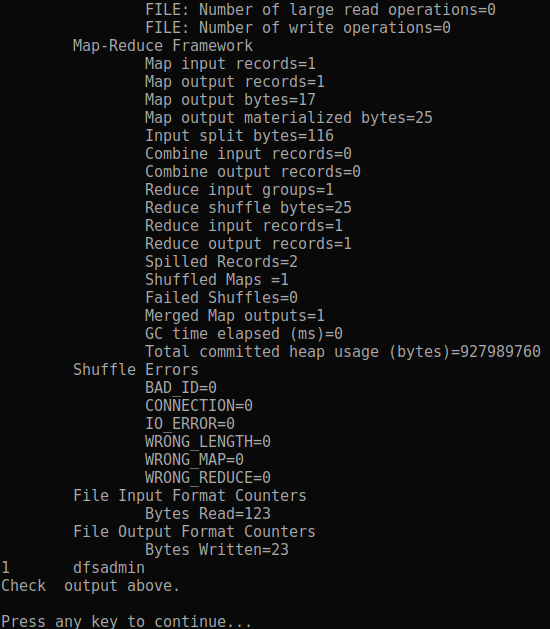 FILE: Number of large read operations=0
FILE: Number of write operations=0
Map-Reduce Framework
Map input records=1
Map output records=1
Map output bytes=17
Map output materialized bytes=25
Input split bytes=116
Combine input records=0
Combine output records=0
Reduce input groups=1
Reduce shuffle bytes=25
Reduce input records=1
Reduce output records=1
Spilled Records=2
Shuffled Maps =1
Failed Shuffles=0
Merged Map outputs=1
GC time elapsed (ms)=0
Total committed heap usage (bytes)=927989760
Shuffle Errors
BAD_ID=0
CONNECTION=0
IO_ERROR=0
WRONG_LENGTH=0
WRONG_MAP=0
WRONG_REDUCE=0
File Input Format Counters
Bytes Read=123
File Output Format Counters
Bytes Written=23
1 dfsadmin
Check  output above.
Press any key to continue...